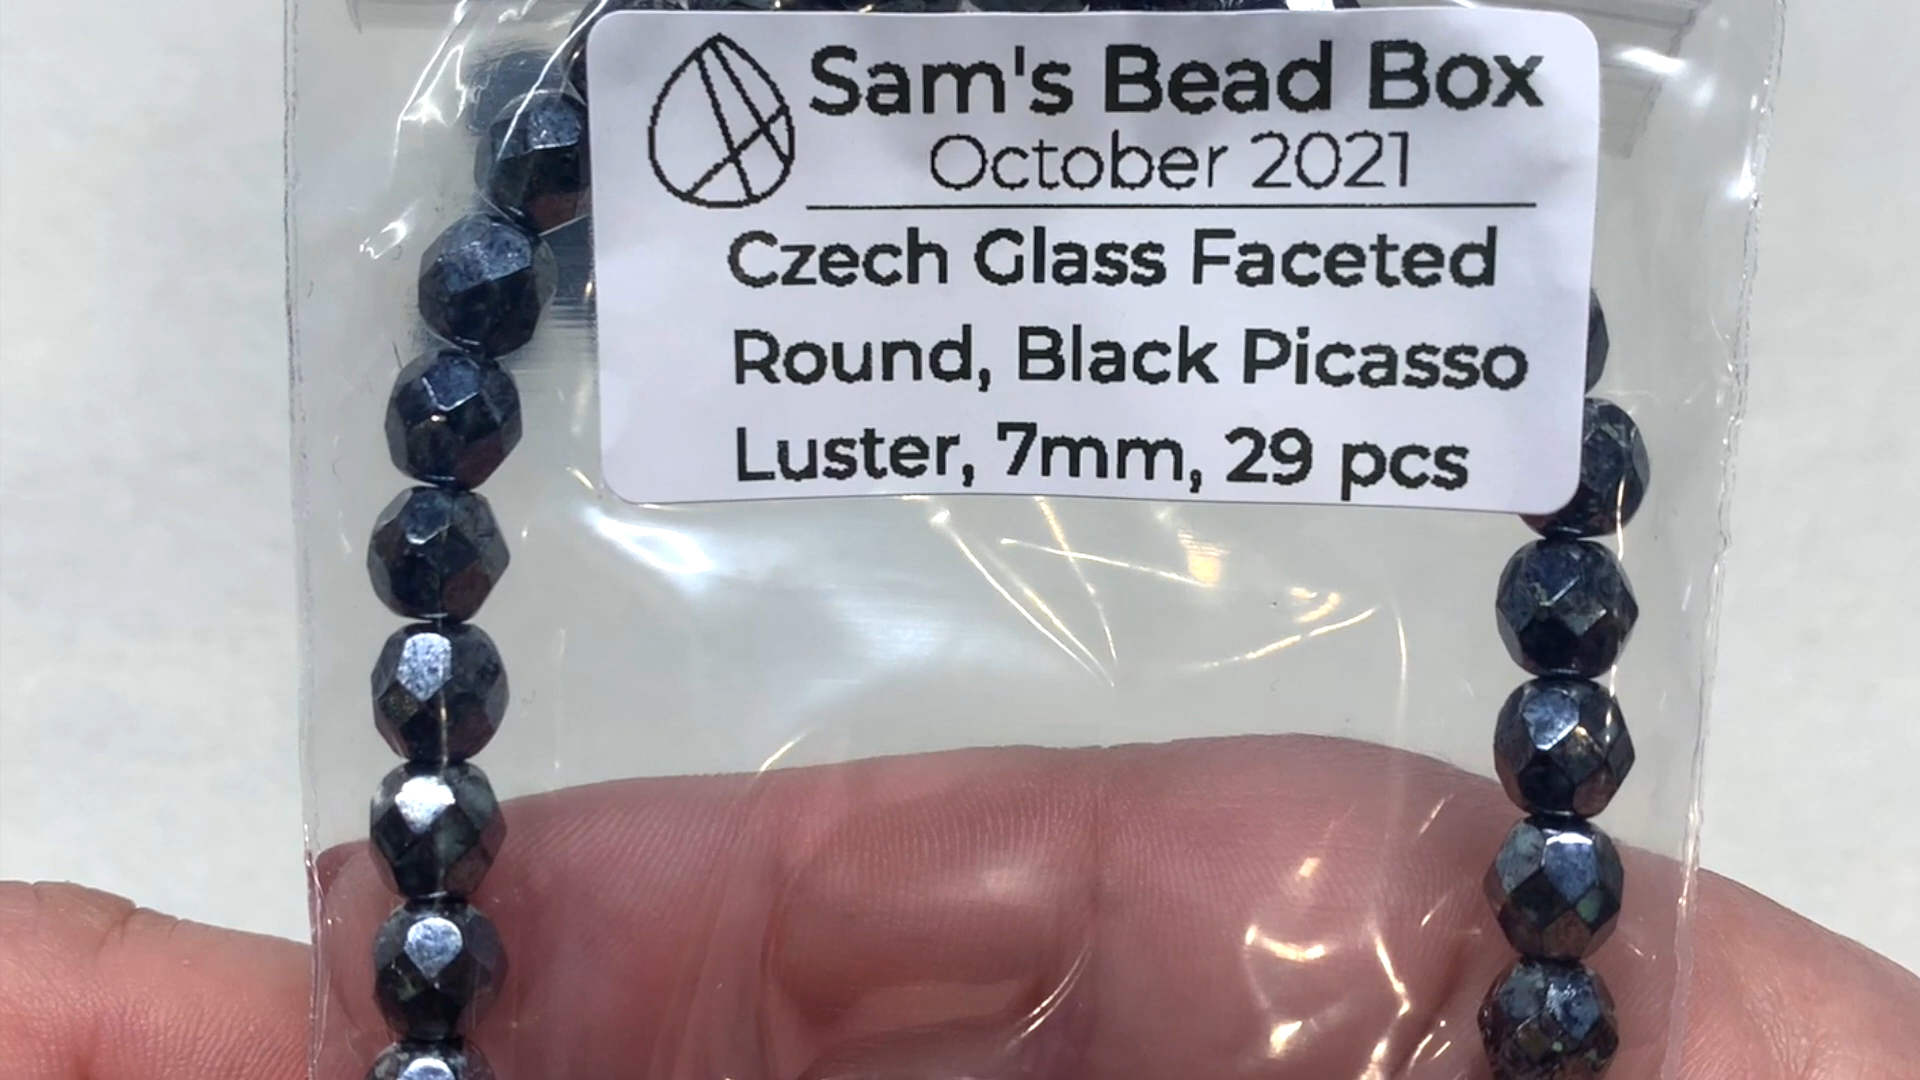 Sam's Bead Box
October 2021
Czech Glass Faceted
Round, Black Picasso
Luster, 7mm, 29 pcs